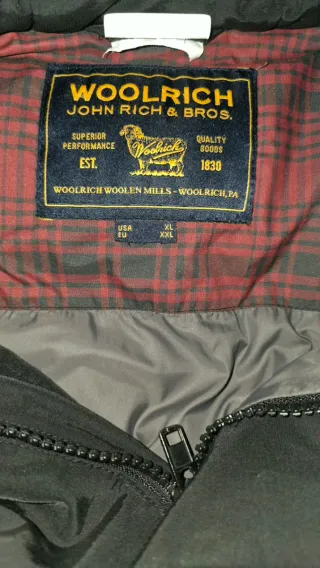 WOOLRICH
JOHN RICH & BROS.
SUPERIOR PERFORMANCE
QUALITY GOODS
Woolrich
EST. 1830
WOOLRICH WOOLEN MILLS - WOOLRICH, PA
USA XL
EU XXL